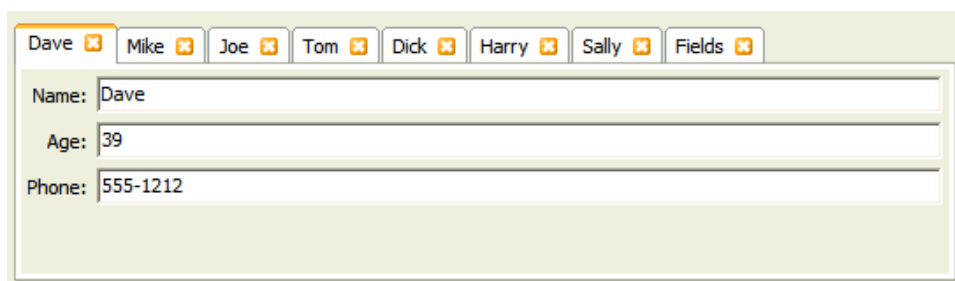 Dave Mike Joe Tom Dick Harry Sally Fields
Name: Dave
Age: 39
Phone: 555-1212